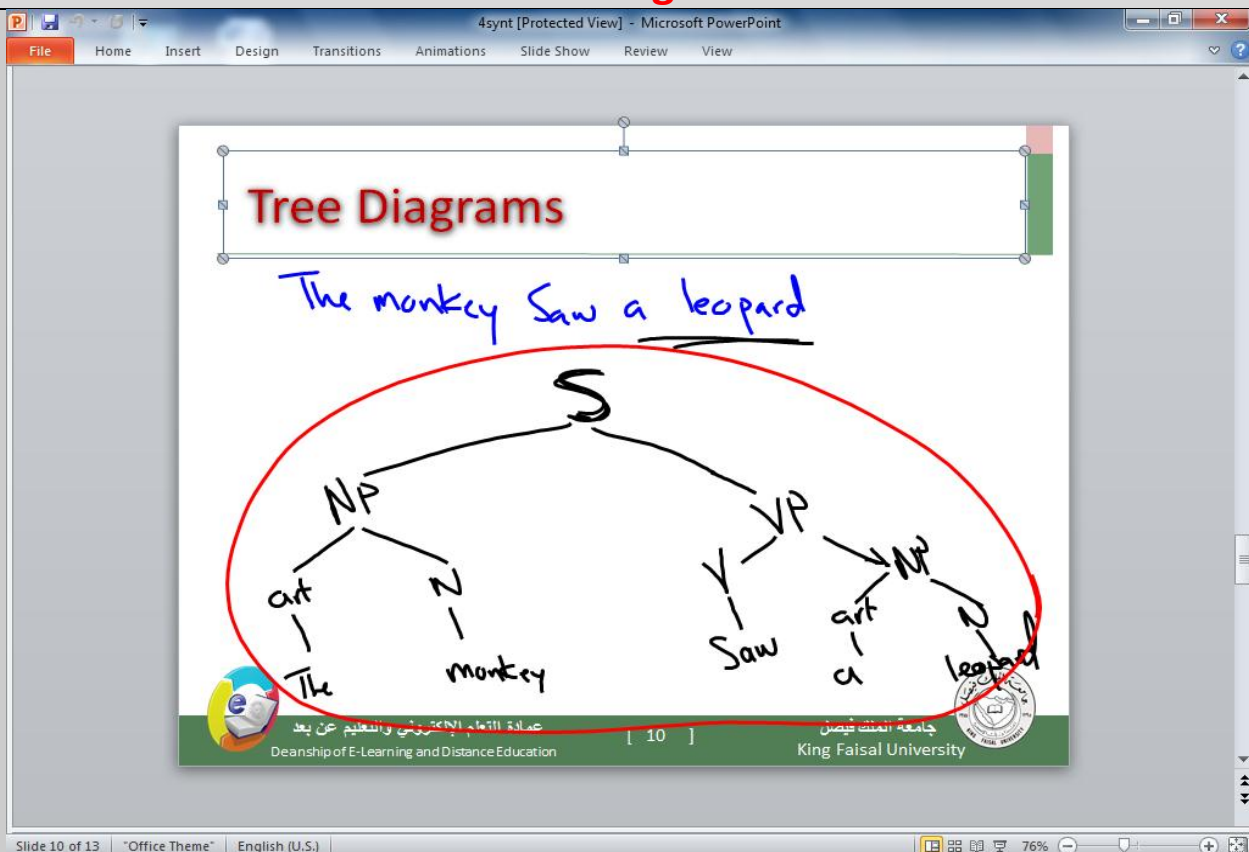 4synt [Protected View] - Microsoft PowerPoint
File Home Insert Design Transitions Animations Slide Show Review View
Tree Diagrams
The monkey Saw a leopard
S
NP VP
art N V NP
The monkey Saw art N
a leopard
عمادة التعلم الإلكتروني والتعليم عن بعد
Deanship of E-Learning and Distance Education
[ 10 ]
جامعة الملك فيصل
King Faisal University
Slide 10 of 13 "Office Theme" English (U.S.) 76%